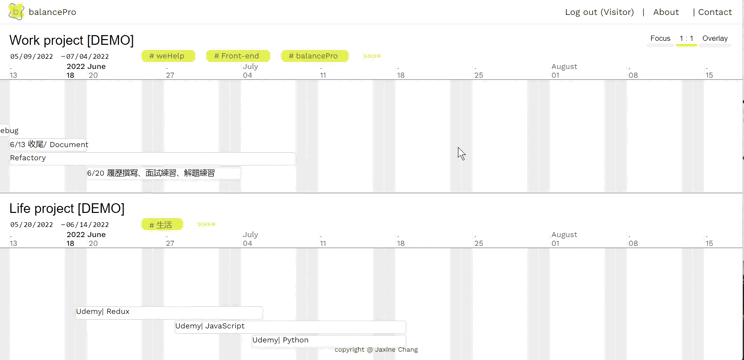 balancePro
Log out (Visitor) | About | Contact
Work project [DEMO]
Focus 1 : 1 Overlay
05/09/2022 —07/04/2022 # weHelp # Front-end # balancePro
2022 June July August
13 18 20 27 04 11 18 25 01 08 15
ebug
6/13 收尾/ Document
Refactory
6/20 履歷撰寫、面試練習、解題練習
Life project [DEMO]
05/20/2022 —06/14/2022 # 生活
2022 June July August
13 18 20 27 04 11 18 25 01 08 15
Udemy| Redux
Udemy| JavaScript
Udemy| Python
copyright @ Jaxine Chang